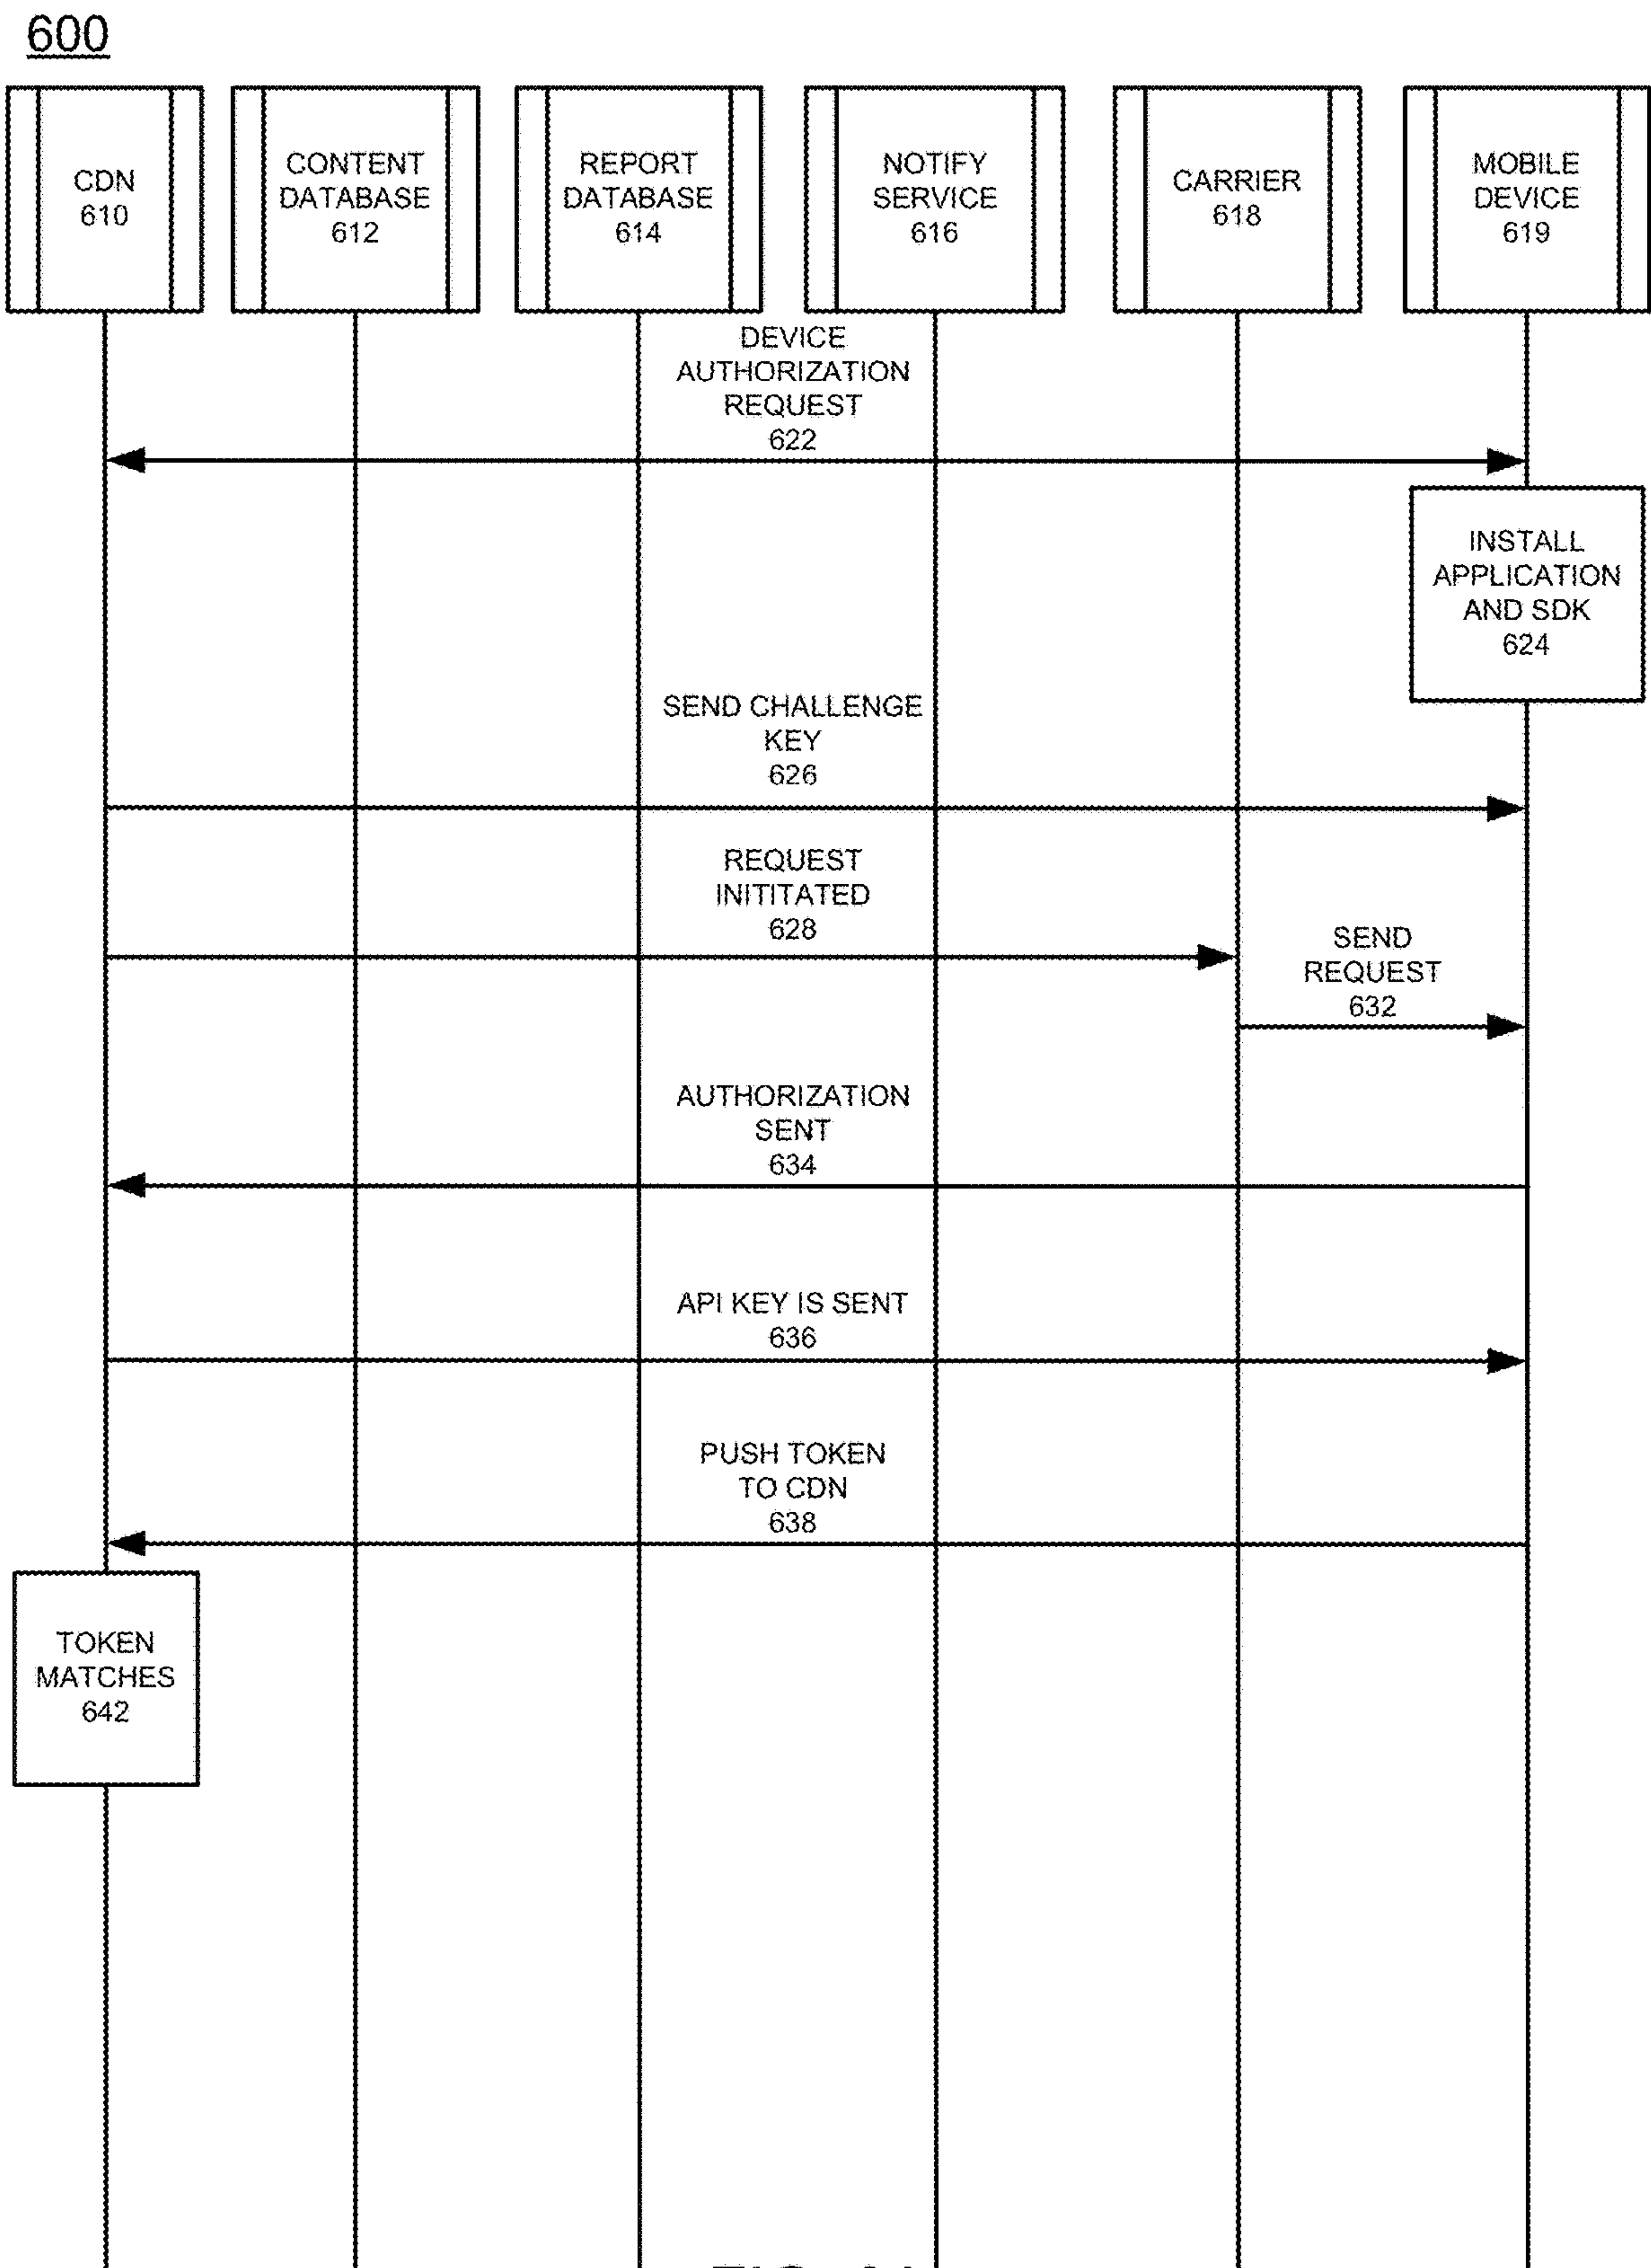 600
CDN
610
CONTENT
DATABASE
612
REPORT
DATABASE
614
NOTIFY
SERVICE
616
CARRIER
618
MOBILE
DEVICE
619
DEVICE
AUTHORIZATION
REQUEST
622
INSTALL
APPLICATION
AND SDK
624
SEND CHALLENGE
KEY
626
REQUEST
INITITATED
628
SEND
REQUEST
632
AUTHORIZATION
SENT
634
API KEY IS SENT
636
PUSH TOKEN
TO CDN
638
TOKEN
MATCHES
642